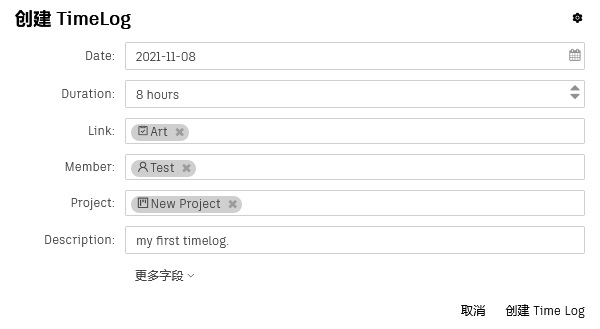 创建 TimeLog
Date: 2021-11-08
Duration: 8 hours
Link: Art
Member: Test
Project: New Project
Description: my first timelog.
更多字段
取消 创建 Time Log